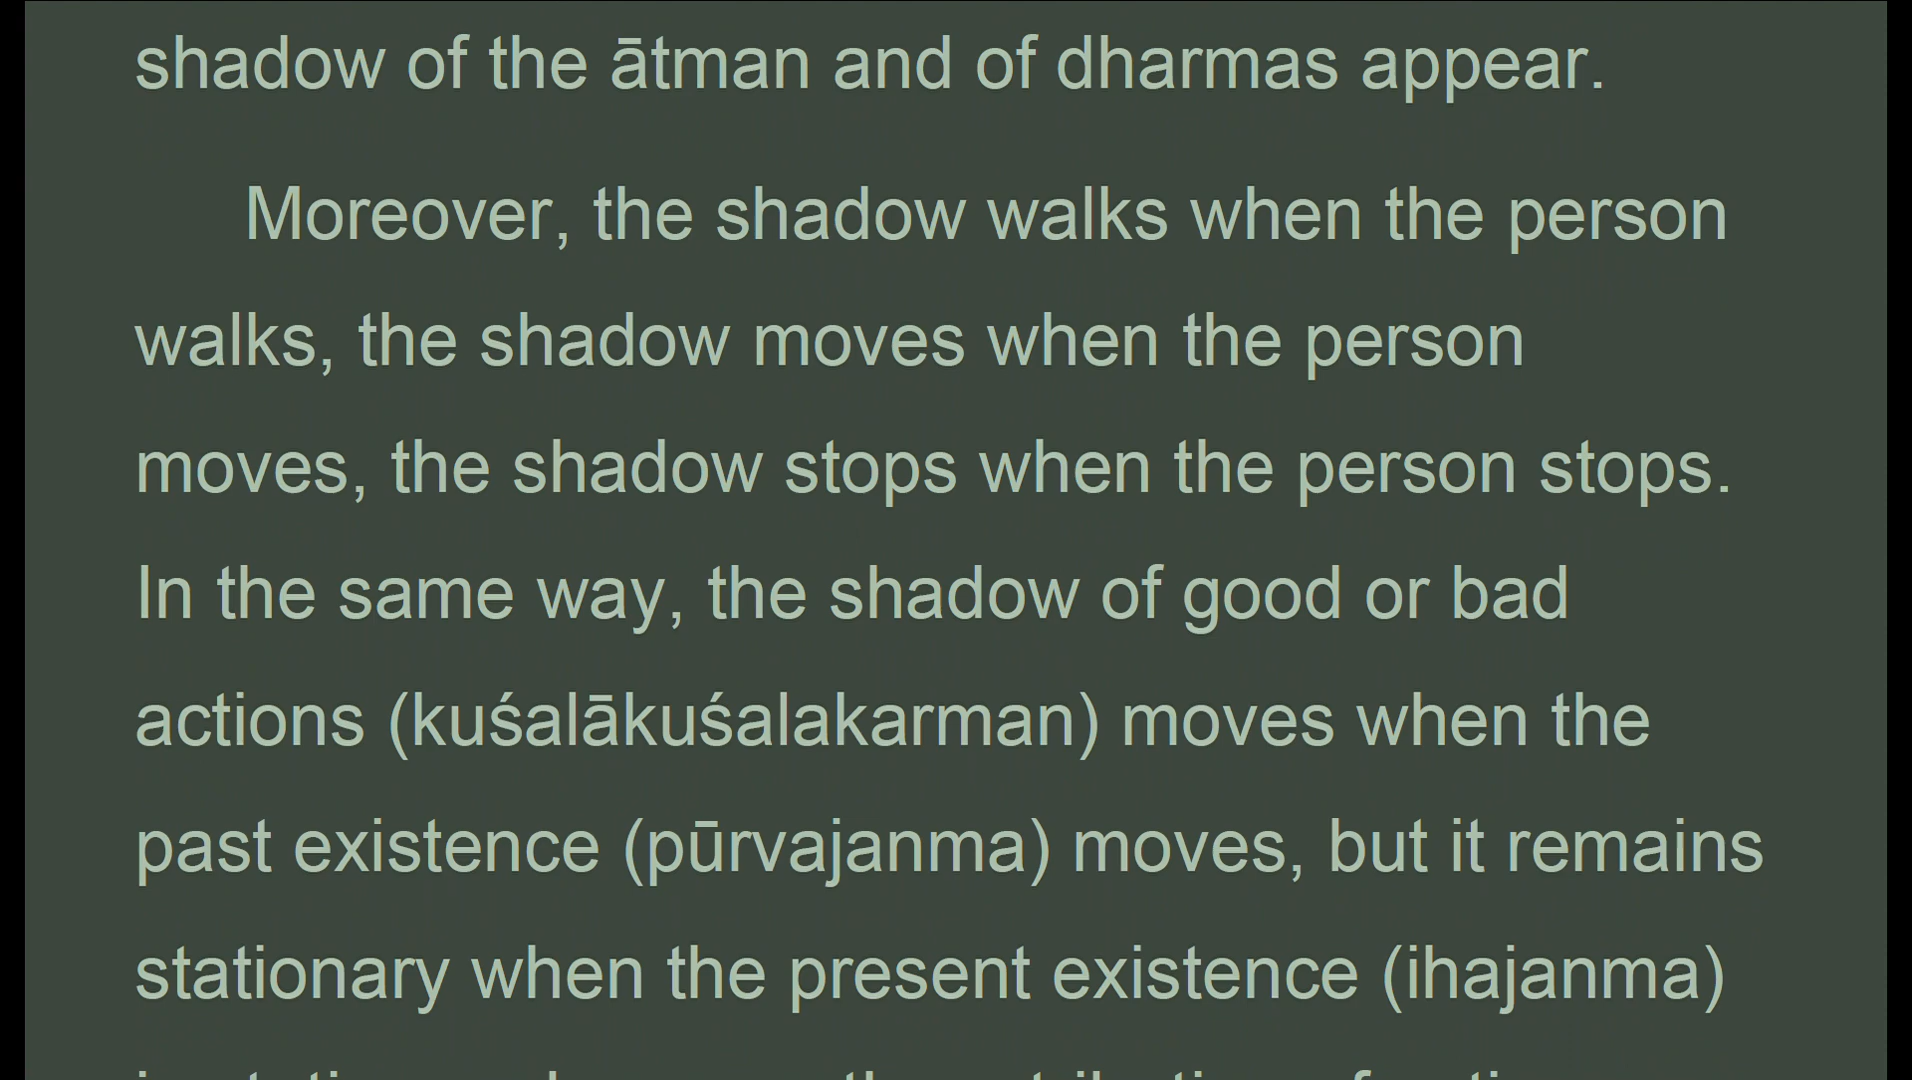 shadow of the ātman and of dharmas appear.
Moreover, the shadow walks when the person
walks, the shadow moves when the person
moves, the shadow stops when the person stops.
In the same way, the shadow of good or bad
actions (kuśalākuśalakarman) moves when the
past existence (pūrvajanma) moves, but it remains
stationary when the present existence (ihajanma)